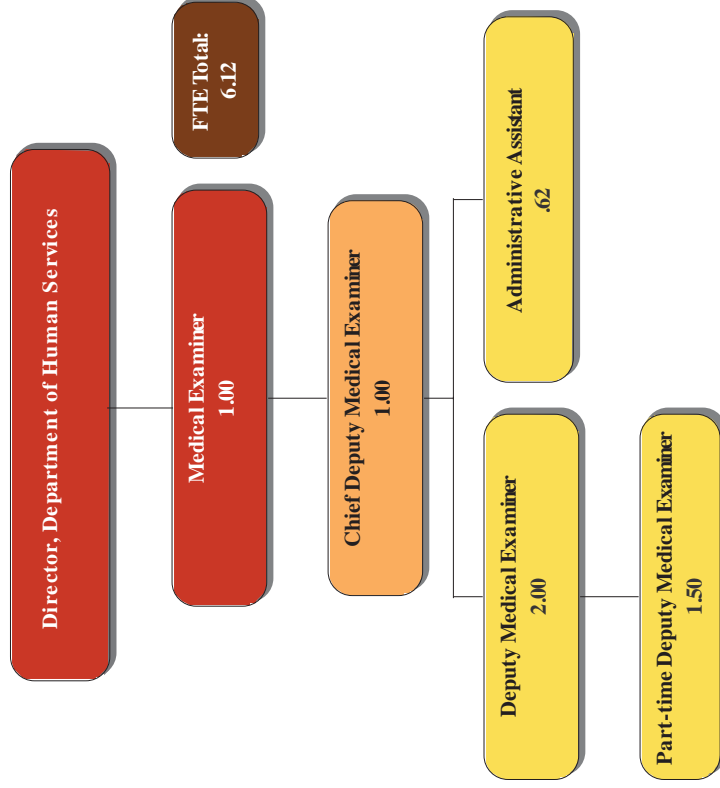 Director, Department of Human Services
Medical Examiner
1.00
FTE Total:
6.12
Chief Deputy Medical Examiner
1.00
Deputy Medical Examiner
2.00
Administrative Assistant
.62
Part-time Deputy Medical Examiner
1.50